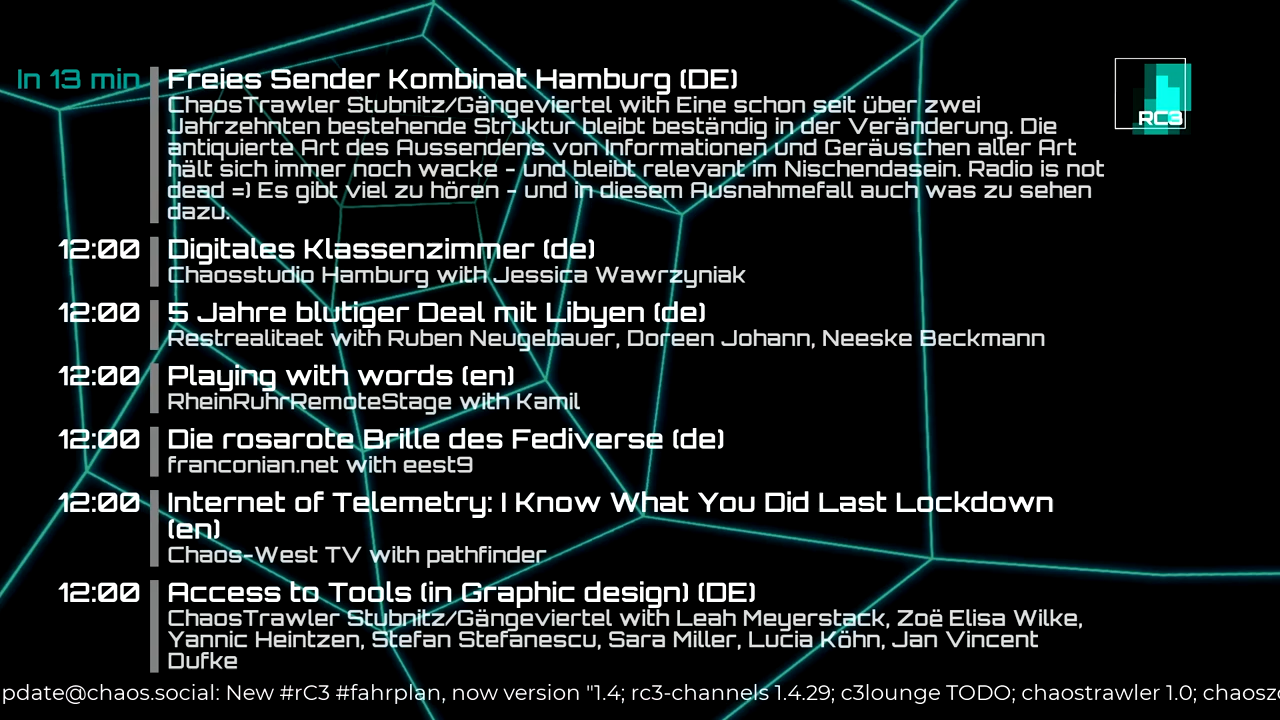 In 13 min
Freies Sender Kombinat Hamburg (DE)
ChaosTrawler Stubnitz/Gängeviertel with Eine schon seit über zwei
Jahrzehnten bestehende Struktur bleibt beständig in der Veränderung. Die
antiquierte Art des Aussendens von Informationen und Geräuschen aller Art
hält sich immer noch wacke - und bleibt relevant im Nischendasein. Radio is not
dead =) Es gibt viel zu hören - und in diesem Ausnahmefall auch was zu sehen
dazu.
RC3
12:00
Digitales Klassenzimmer (de)
Chaosstudio Hamburg with Jessica Wawrzyniak
12:00
5 Jahre blutiger Deal mit Libyen (de)
Restrealitaet with Ruben Neugebauer, Doreen Johann, Neeske Beckmann
12:00
Playing with words (en)
RheinRuhrRemoteStage with Kamil
12:00
Die rosarote Brille des Fediverse (de)
franconian.net with eest9
12:00
Internet of Telemetry: I Know What You Did Last Lockdown
(en)
Chaos-West TV with pathfinder
12:00
Access to Tools (in Graphic design) (DE)
ChaosTrawler Stubnitz/Gängeviertel with Leah Meyerstack, Zoë Elisa Wilke,
Yannic Heintzen, Stefan Stefanescu, Sara Miller, Lucia Köhn, Jan Vincent
Dufke
pdate@chaos.social: New #rC3 #fahrplan, now version "1.4; rc3-channels 1.4.29; c3lounge TODO; chaostrawler 1.0; chaosz